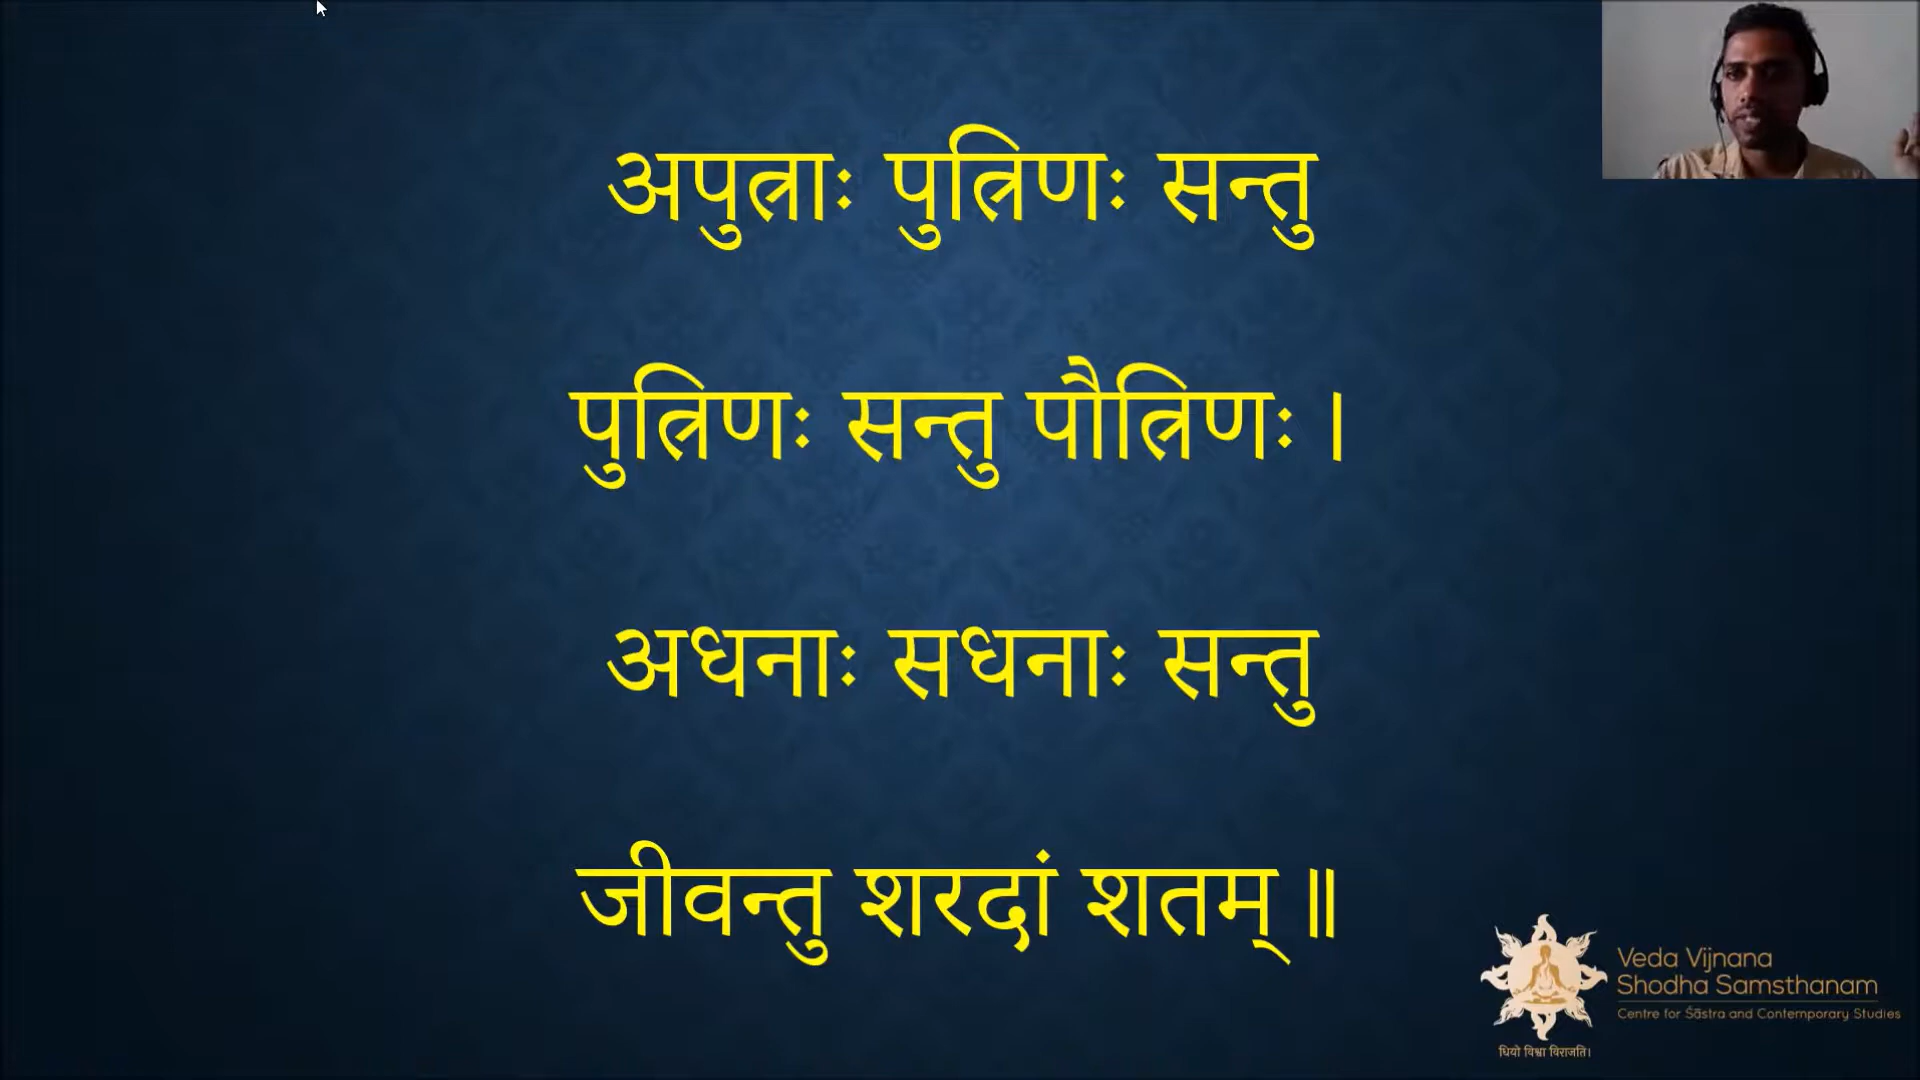 अपुत्राः पुत्रिणः सन्तु
पुत्रिणः सन्तु पौत्रिणः ।
अधनाः सधनाः सन्तु
जीवन्तु शरदां शतम् ॥
Veda Vijnana
Shodha Samsthanam
Centre for Śāstra and Contemporary Studies
धियो विश्वा विराजति।